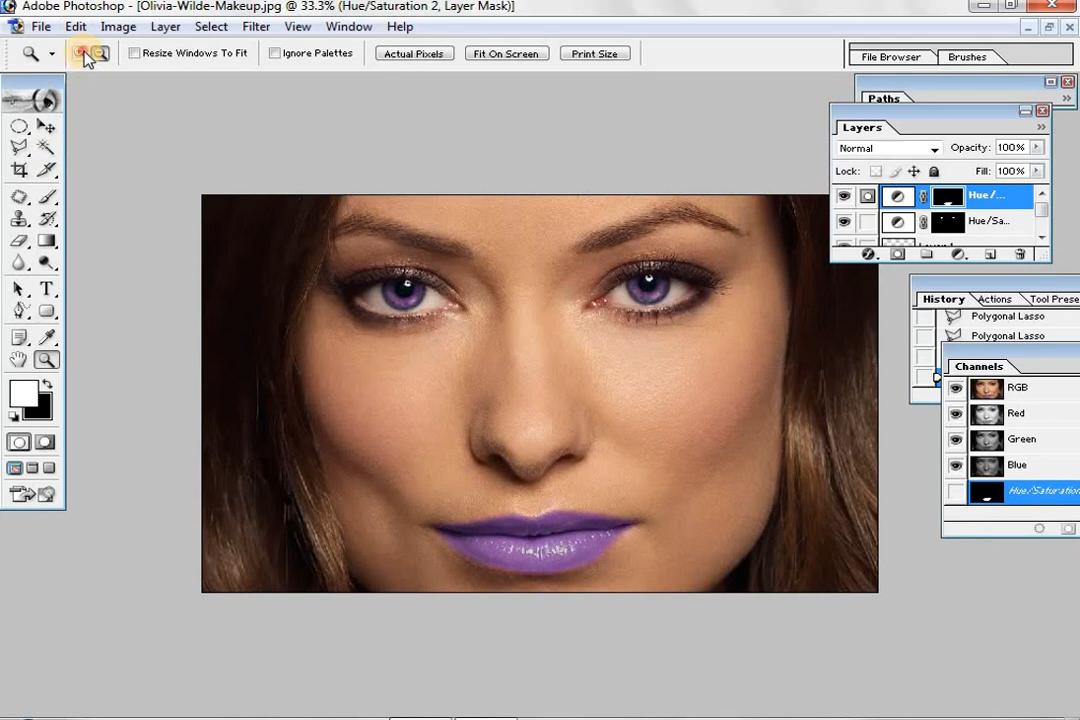 Adobe Photoshop - [Olivia-Wilde-Makeup.jpg @ 33.3% (Hue/Saturation 2, Layer Mask)]
File Edit Image Layer Select Filter View Window Help
Resize Windows To Fit Ignore Palettes Actual Pixels Fit On Screen Print Size File Browser Brushes
Paths
Layers
Normal Opacity: 100%
Lock: Fill: 100%
Hue/...
Hue/Sa...
History Actions Tool Prese
Polygonal Lasso
Polygonal Lasso
Channels
RGB
Red
Green
Blue
Hue/Saturation